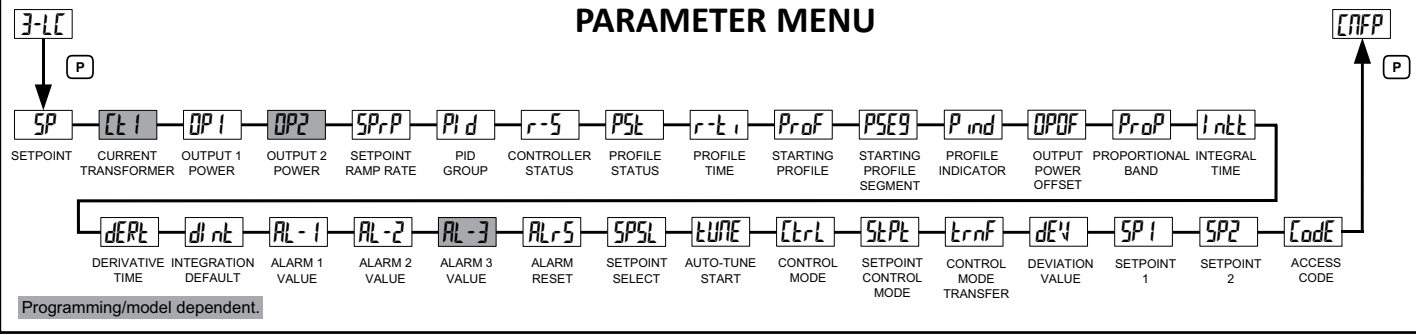 PARAMETER MENU
3-LC
CNFP
P
P
SP
Ct 1
OP 1
OP2
SPrP
PId
r-S
PSt
r-ti
ProF
PSEg
P ind
OPOF
ProP
Intt
SETPOINT
CURRENT
TRANSFORMER
OUTPUT 1
POWER
OUTPUT 2
POWER
SETPOINT
RAMP RATE
PID
GROUP
CONTROLLER
STATUS
PROFILE
STATUS
PROFILE
TIME
STARTING
PROFILE
STARTING
PROFILE
SEGMENT
PROFILE
INDICATOR
OUTPUT
POWER
OFFSET
PROPORTIONAL
BAND
INTEGRAL
TIME
dERt
dInt
AL-1
AL-2
AL-3
ALrS
SPSL
tUNE
CtrL
StPt
trnF
dEV
SP1
SP2
CodE
DERIVATIVE
TIME
INTEGRATION
DEFAULT
ALARM 1
VALUE
ALARM 2
VALUE
ALARM 3
VALUE
ALARM
RESET
SETPOINT
SELECT
AUTO-TUNE
START
CONTROL
MODE
SETPOINT
CONTROL
MODE
CONTROL
MODE
TRANSFER
DEVIATION
VALUE
SETPOINT
1
SETPOINT
2
ACCESS
CODE
Programming/model dependent.